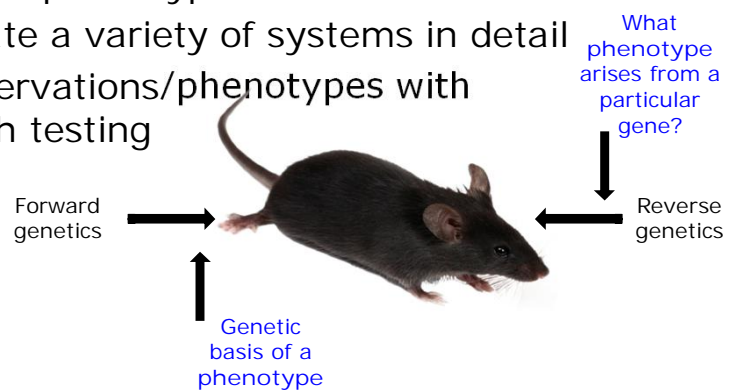 te a variety of systems in detail
ervations/phenotypes with
h testing
What
phenotype
arises from a
particular
gene?
Forward
genetics
Reverse
genetics
Genetic
basis of a
phenotype